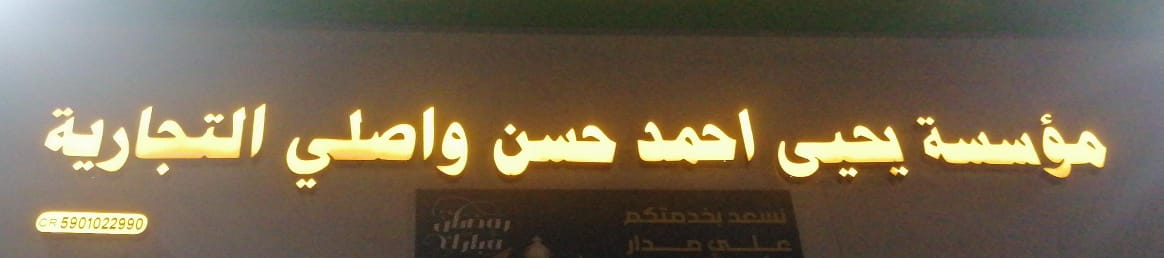 مؤسسة يحيى احمد حسن واصلي التجارية
CR 5901022990
نسعد بخدمتكم
على مدار
رمضان
مبارك